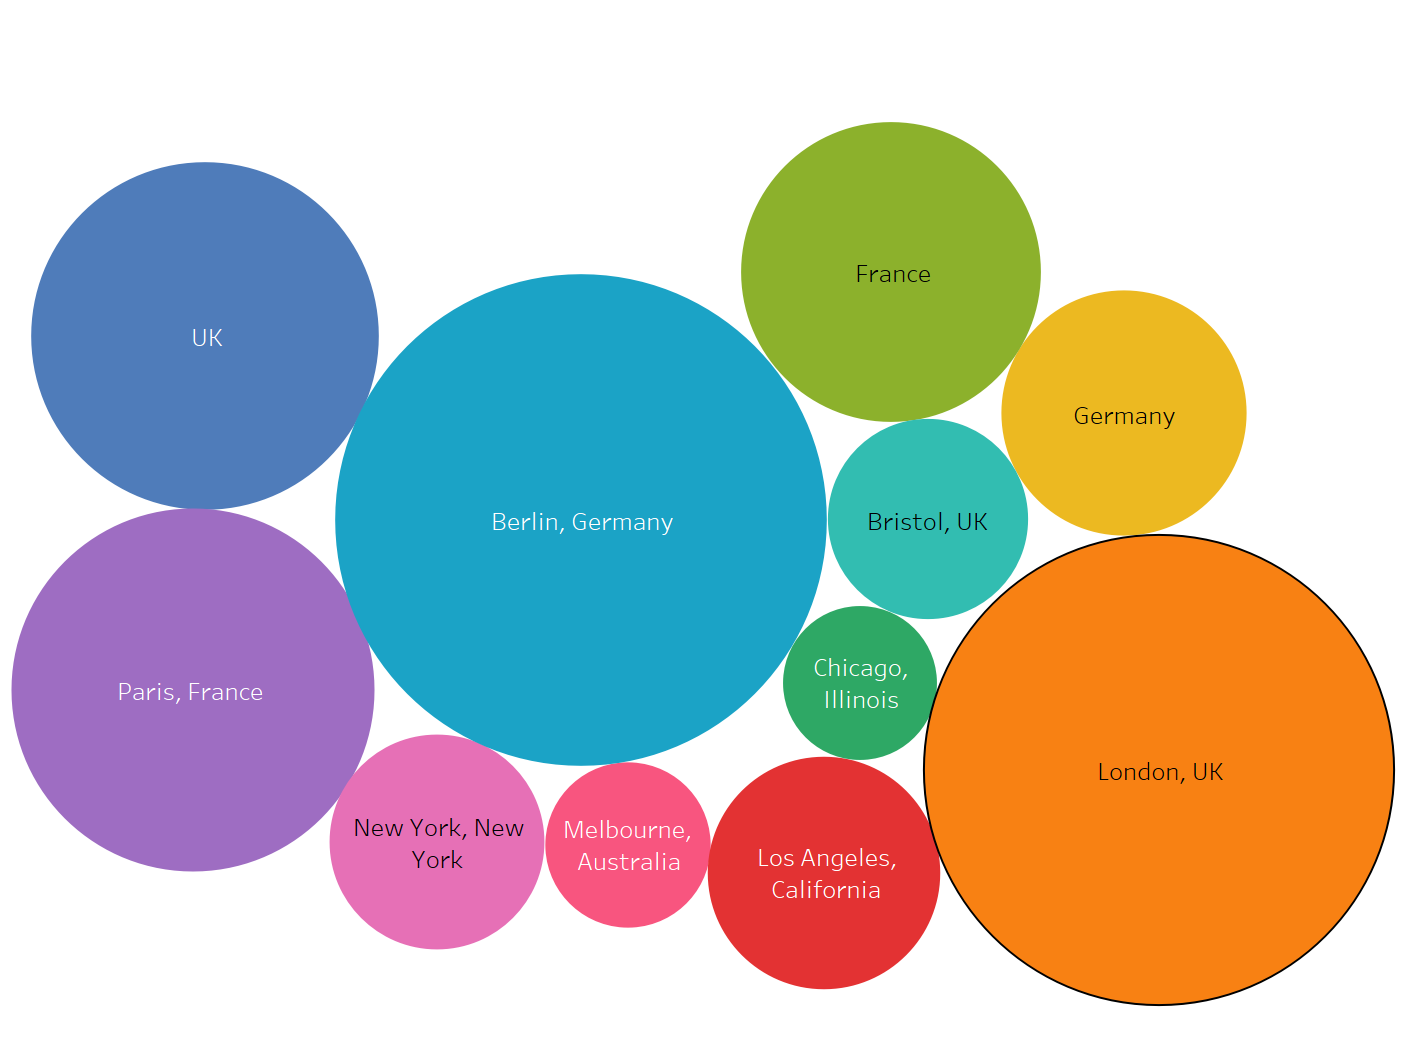 France
UK
Germany
Berlin, Germany
Bristol, UK
Chicago,
Illinois
Paris, France
London, UK
New York, New
York
Melbourne,
Australia
Los Angeles,
California